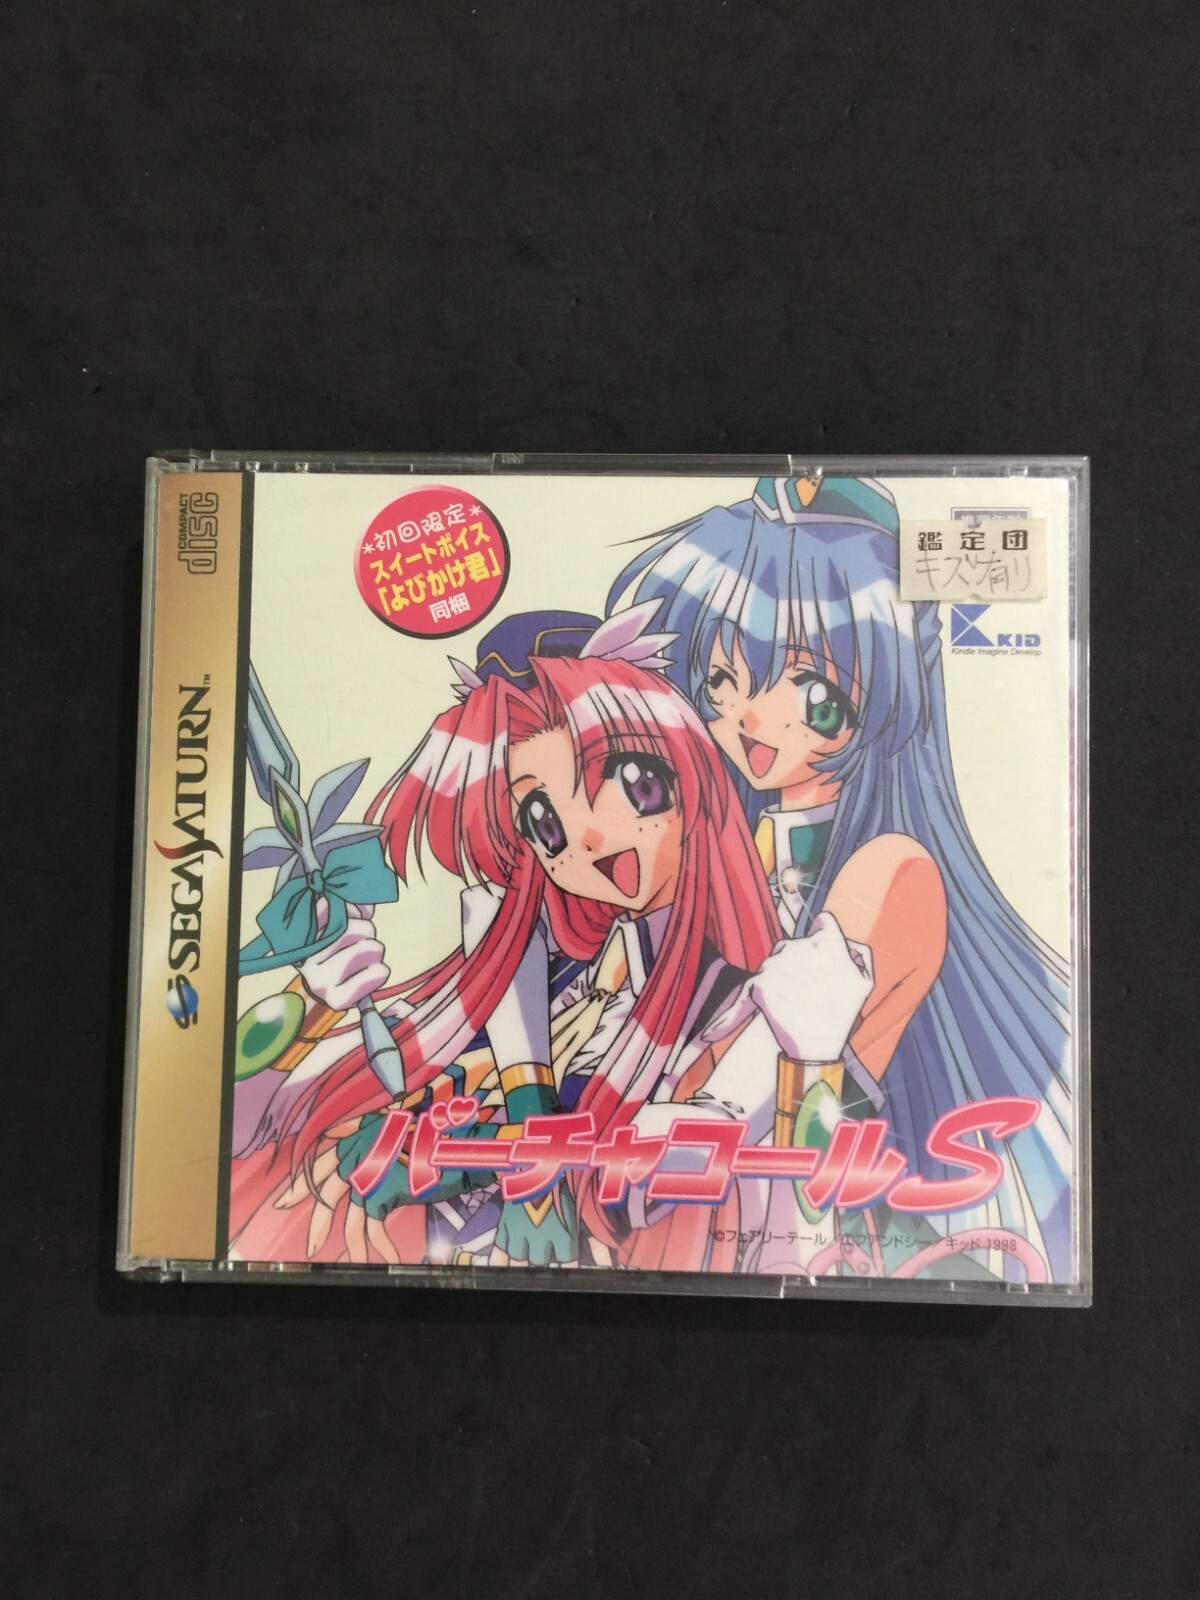 COMPACT
disc
SEGA SATURN™
*初回限定*
スイートボイス
「よびかけ君」
同梱
鑑定団
キズ有り
KID
Kindle Imagine Develop
バーチャコールS
©フェアリーテール/エフアンドシー/キッド 1998